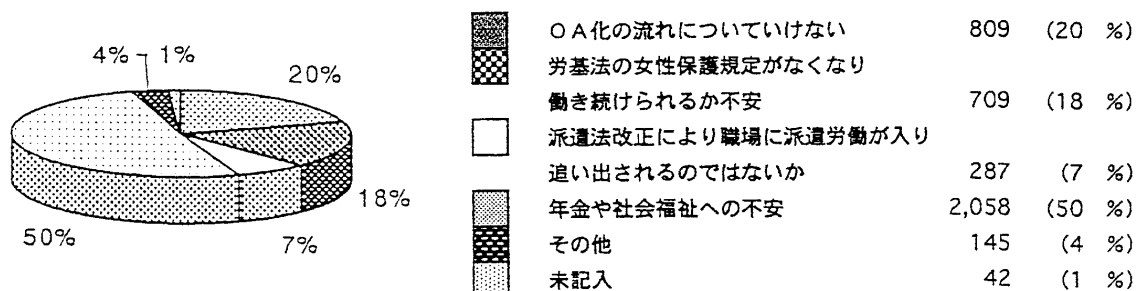 4% 1%
20%
18%
7%
50%
OA化の流れについていけない 809 (20 %)
労基法の女性保護規定がなくなり
働き続けられるか不安 709 (18 %)
派遣法改正により職場に派遣労働が入り
追い出されるのではないか 287 (7 %)
年金や社会福祉への不安 2,058 (50 %)
その他 145 (4 %)
未記入 42 (1 %)